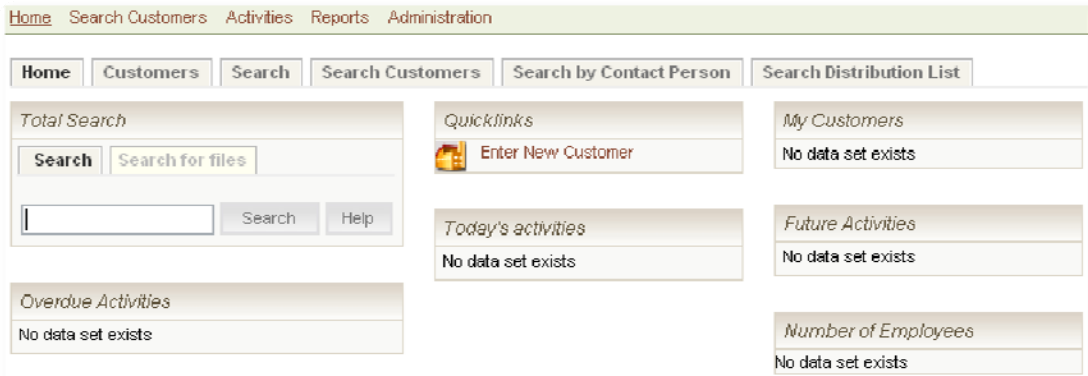 Home Search Customers Activities Reports Administration
Home Customers Search Search Customers Search by Contact Person Search Distribution List
Total Search
Search Search for files
Search Help
Overdue Activities
No data set exists
Quicklinks
Enter New Customer
Today's activities
No data set exists
My Customers
No data set exists
Future Activities
No data set exists
Number of Employees
No data set exists